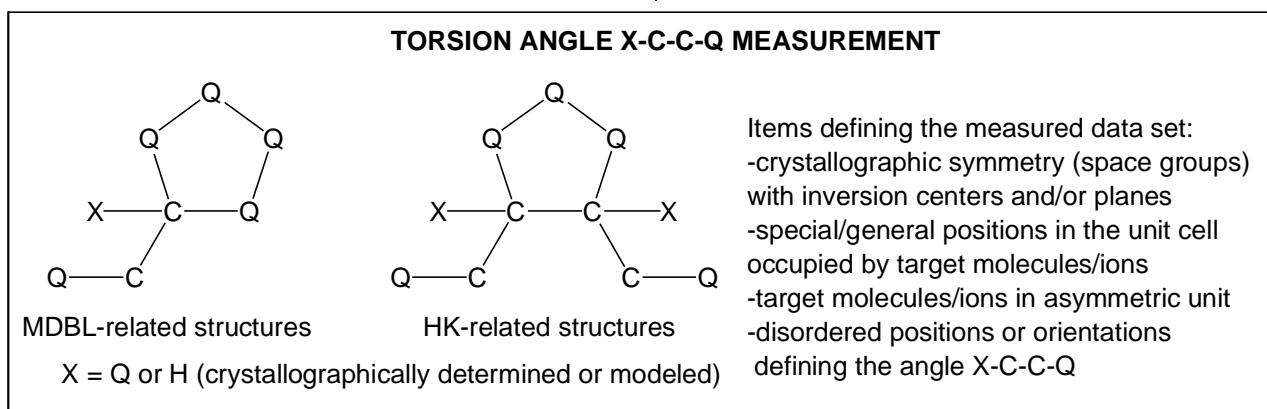 TORSION ANGLE X-C-C-Q MEASUREMENT
Q
Q Q
X C Q
Q C
MDBL-related structures
Q
Q Q
X C C X
Q C C Q
HK-related structures
X = Q or H (crystallographically determined or modeled)
Items defining the measured data set:
-crystallographic symmetry (space groups)
with inversion centers and/or planes
-special/general positions in the unit cell
occupied by target molecules/ions
-target molecules/ions in asymmetric unit
-disordered positions or orientations
defining the angle X-C-C-Q